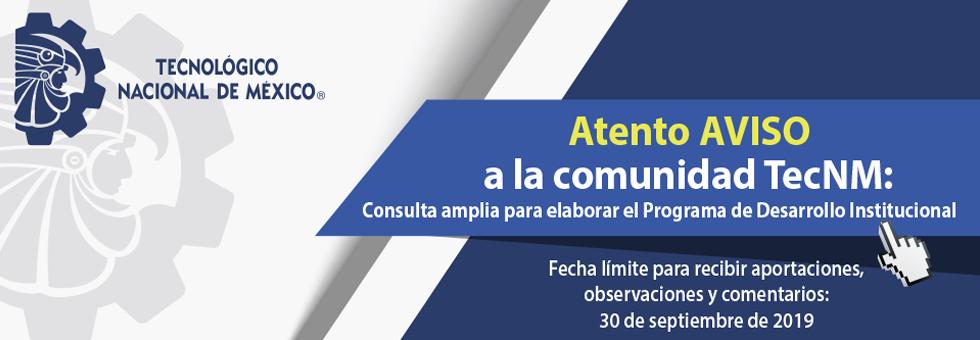 TECNOLÓGICO
NACIONAL DE MÉXICO®
Atento AVISO
a la comunidad TecNM:
Consulta amplia para elaborar el Programa de Desarrollo Institucional
Fecha límite para recibir aportaciones,
observaciones y comentarios:
30 de septiembre de 2019